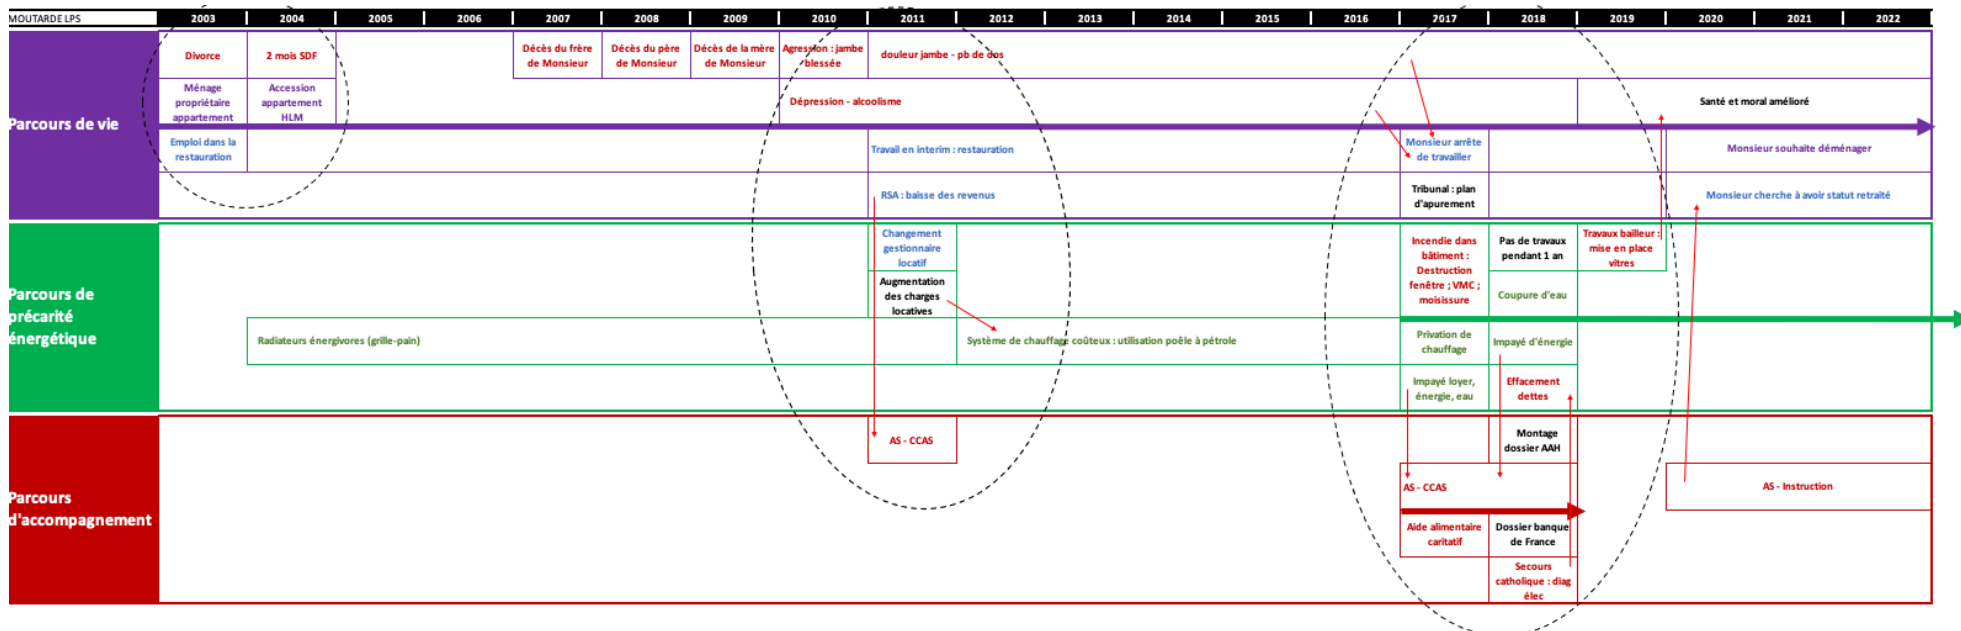 MOUTARDE LPS 2003 2004 2005 2006 2007 2008 2009 2010 2011 2012 2013 2014 2015 2016 2017 2018 2019 2020 2021 2022
Parcours de vie
Divorce
2 mois SDF
Décès du frère
de Monsieur
Décès du père
de Monsieur
Décès de la mère
de Monsieur
Agression : jambe
blessée
douleur jambe - pb de dos
Ménage
propriétaire
appartement
Accession
appartement
HLM
Dépression - alcoolisme
Santé et moral amélioré
Emploi dans la
restauration
Travail en interim : restauration
Monsieur arrête
de travailler
Monsieur souhaite déménager
RSA : baisse des revenus
Tribunal : plan
d'apurement
Monsieur cherche à avoir statut retraité
Parcours de
précarité
énergétique
Changement
gestionnaire
locatif
Incendie dans
bâtiment :
Destruction
fenêtre ; VMC ;
moisissure
Pas de travaux
pendant 1 an
Travaux bailleur :
mise en place
vitres
Augmentation
des charges
locatives
Coupure d'eau
Radiateurs énergivores (grille-pain)
Système de chauffage coûteux : utilisation poêle à pétrole
Privation de
chauffage
Impayé d'énergie
Impayé loyer,
énergie, eau
Effacement
dettes
Parcours
d'accompagnement
AS - CCAS
Montage
dossier AAH
AS - CCAS
AS - Instruction
Aide alimentaire
caritatif
Dossier banque
de France
Secours
catholique : diag
élec